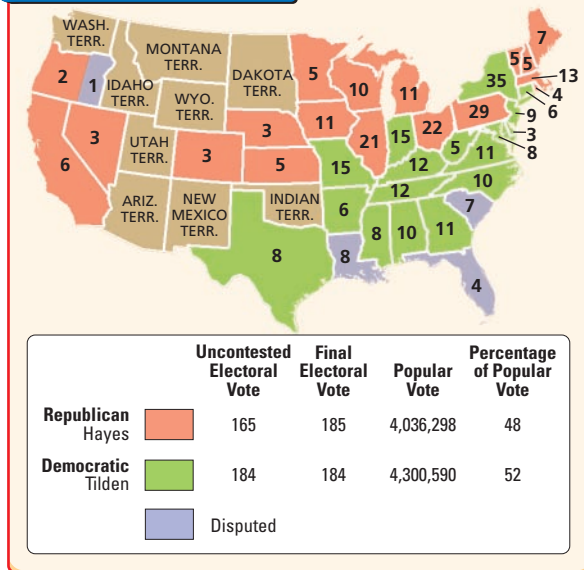 WASH.
TERR.
MONTANA
TERR.
DAKOTA
TERR.
IDAHO
TERR.
WYO.
TERR.
UTAH
TERR.
ARIZ.
TERR.
NEW
MEXICO
TERR.
INDIAN
TERR.
2
1
6
3
3
3
5
8
5
11
15
6
8
10
21
11
15
22
12
12
8
10
11
4
7
10
11
5
29
35
5
5
7
13
4
6
9
3
8
Uncontested Final Percentage
Electoral Electoral Popular of Popular
Vote Vote Vote Vote
Republican
Hayes 165 185 4,036,298 48
Democratic
Tilden 184 184 4,300,590 52
Disputed